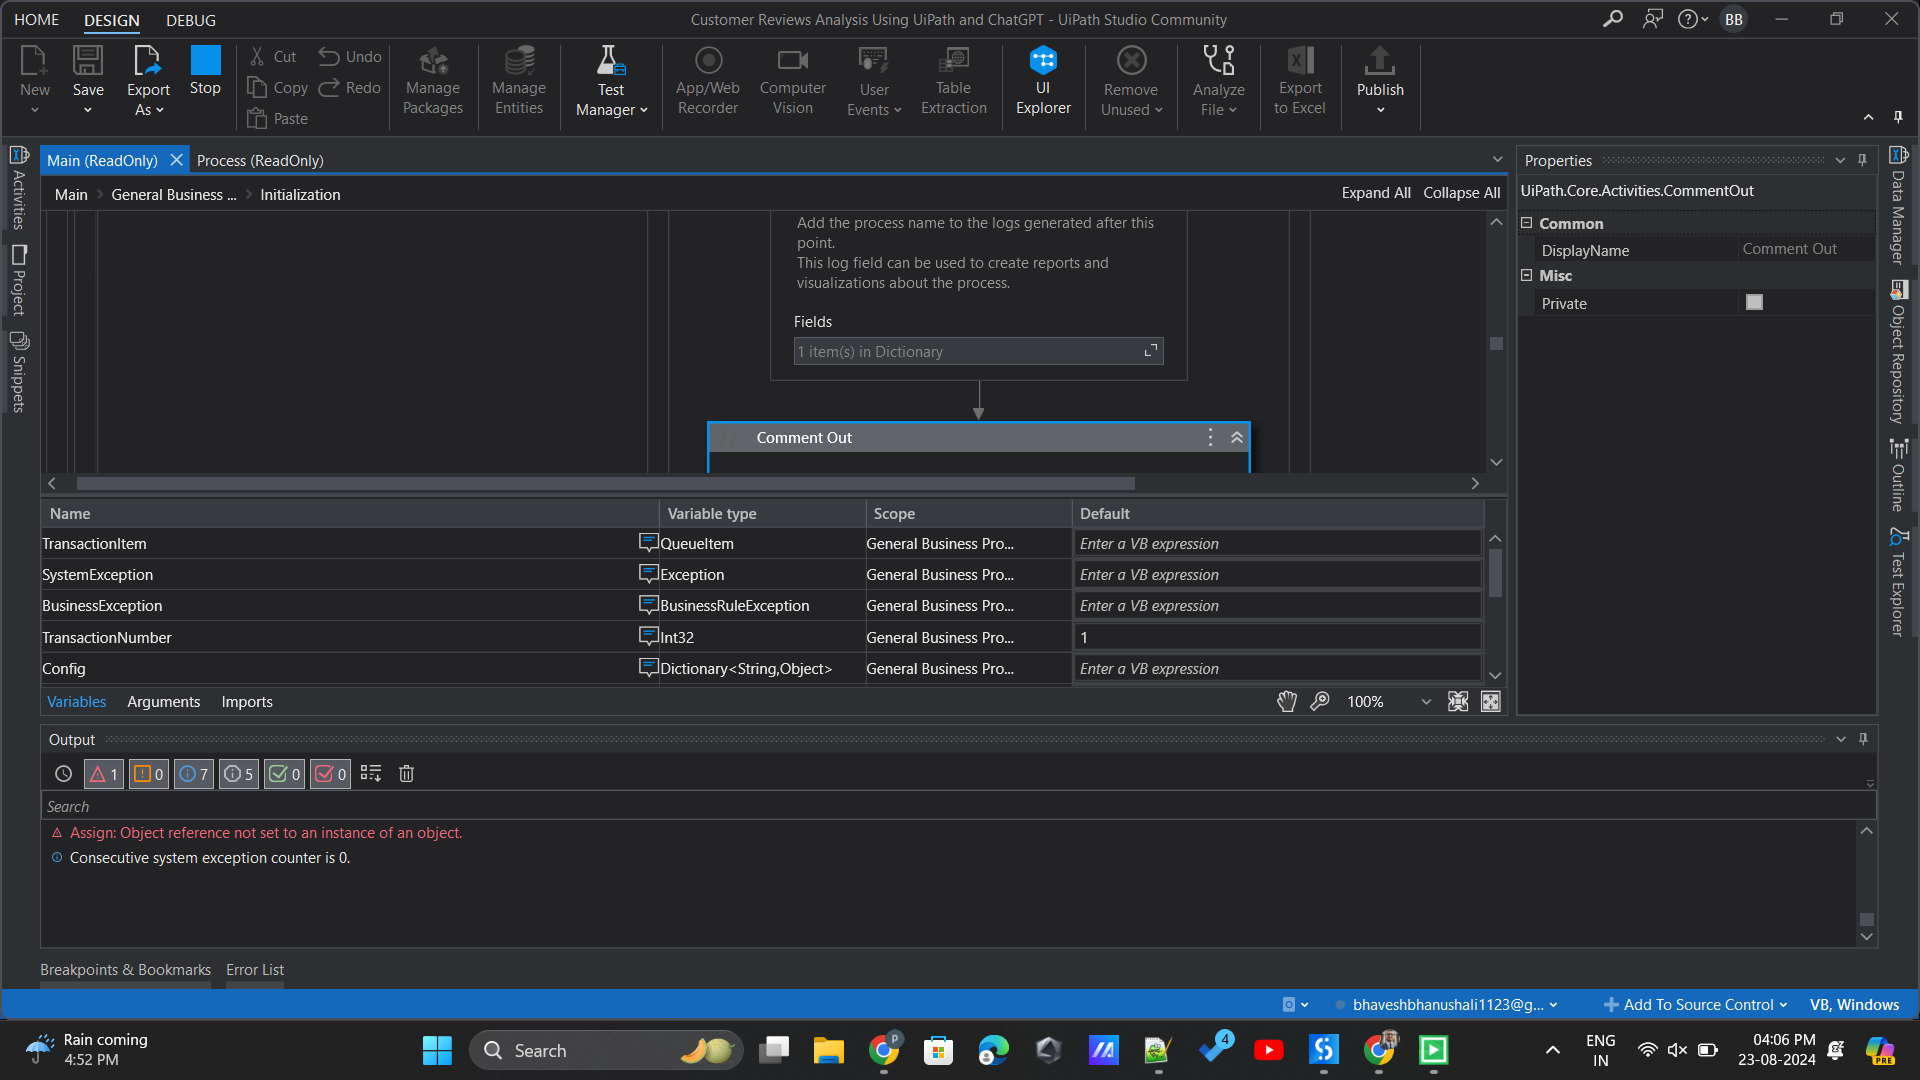 HOME DESIGN DEBUG
Customer Reviews Analysis Using UiPath and ChatGPT - UiPath Studio Community
BB
New
Save
Export As
Stop
Cut
Copy
Paste
Undo
Redo
Manage Packages
Manage Entities
Test Manager
App/Web Recorder
Computer Vision
User Events
Table Extraction
UI Explorer
Remove Unused
Analyze File
Export to Excel
Publish
Activities
Project
Snippets
Main (ReadOnly)
Process (ReadOnly)
Main > General Business ... > Initialization
Expand All Collapse All
Add the process name to the logs generated after this
point.
This log field can be used to create reports and
visualizations about the process.
Fields
1 item(s) in Dictionary
Comment Out
Name Variable type Scope Default
TransactionItem QueueItem General Business Pro... Enter a VB expression
SystemException Exception General Business Pro... Enter a VB expression
BusinessException BusinessRuleException General Business Pro... Enter a VB expression
TransactionNumber Int32 General Business Pro... 1
Config Dictionary<String,Object> General Business Pro... Enter a VB expression
Variables Arguments Imports
100%
Properties
UiPath.Core.Activities.CommentOut
Common
DisplayName Comment Out
Misc
Private
Data Manager
Object Repository
Outline
Test Explorer
Output
1 0 7 5 0 0
Search
Assign: Object reference not set to an instance of an object.
Consecutive system exception counter is 0.
Breakpoints & Bookmarks Error List
bhaveshbhanushali1123@g...
Add To Source Control
VB, Windows
Rain coming
4:52 PM
Search
P
4
ENG
IN
04:06 PM
23-08-2024
PRE